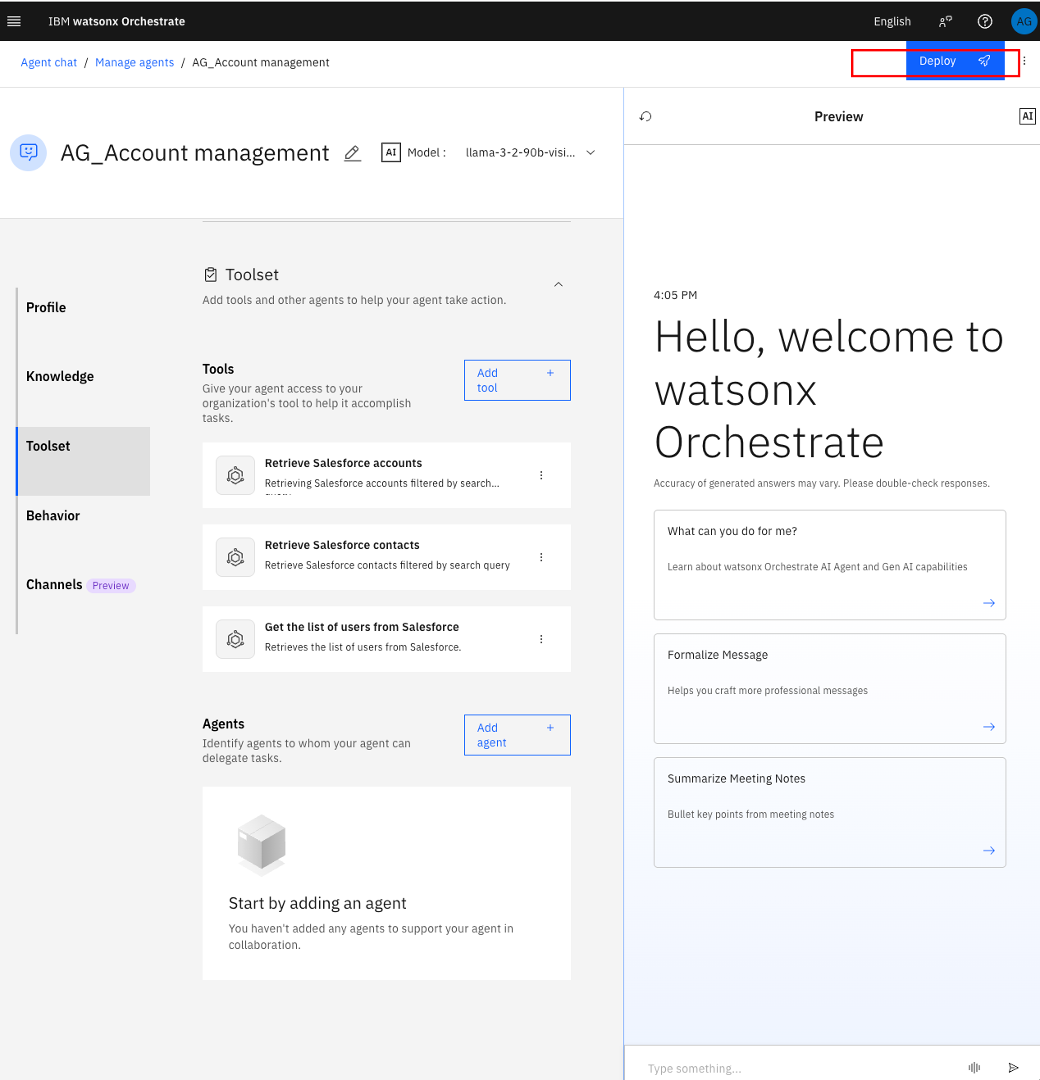 IBM watsonx Orchestrate
English
AG
Agent chat / Manage agents / AG_Account management
Deploy
AG_Account management
AI Model :
llama-3-2-90b-visi...
Preview
AI
Profile
Knowledge
Toolset
Behavior
Channels Preview
Toolset
Add tools and other agents to help your agent take action.
Tools
Give your agent access to your
organization's tool to help it accomplish
tasks.
Add
tool
+
Retrieve Salesforce accounts
Retrieving Salesforce accounts filtered by search...
Retrieve Salesforce contacts
Retrieve Salesforce contacts filtered by search query
Get the list of users from Salesforce
Retrieves the list of users from Salesforce.
Agents
Identify agents to whom your agent can
delegate tasks.
Add
agent
+
Start by adding an agent
You haven't added any agents to support your agent in
collaboration.
4:05 PM
Hello, welcome to
watsonx
Orchestrate
Accuracy of generated answers may vary. Please double-check responses.
What can you do for me?
Learn about watsonx Orchestrate AI Agent and Gen AI capabilities
Formalize Message
Helps you craft more professional messages
Summarize Meeting Notes
Bullet key points from meeting notes
Type something...